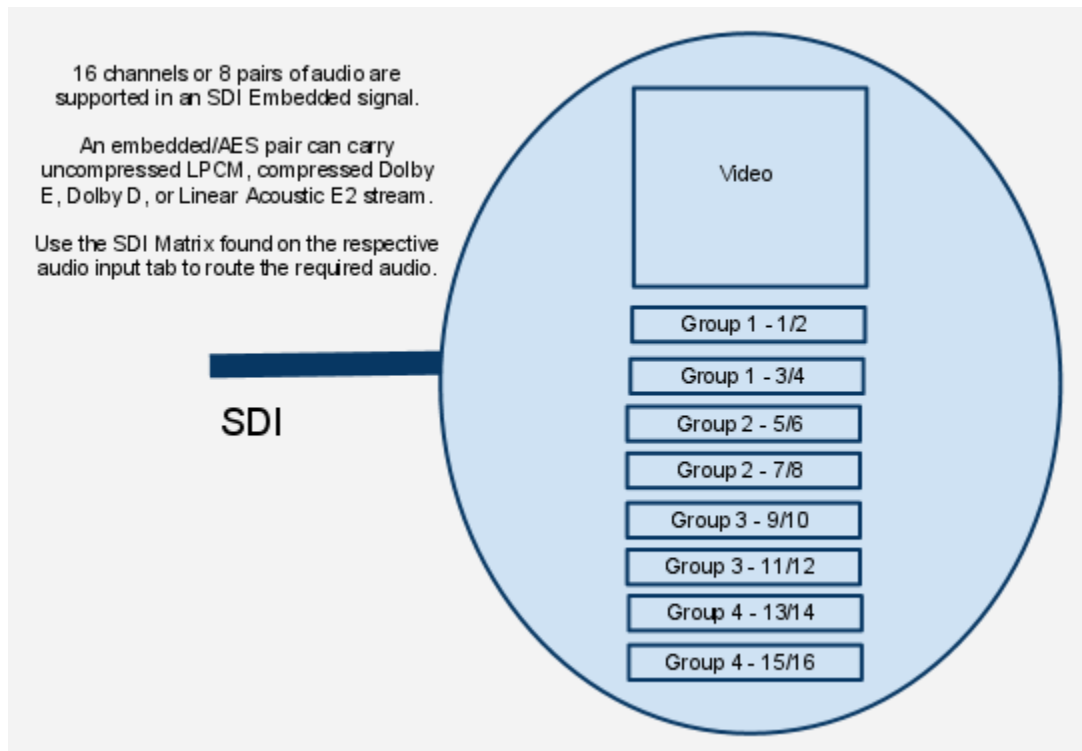 16 channels or 8 pairs of audio are
supported in an SDI Embedded signal.
An embedded/AES pair can carry
uncompressed LPCM, compressed Dolby
E, Dolby D, or Linear Acoustic E2 stream.
Use the SDI Matrix found on the respective
audio input tab to route the required audio.
SDI
Video
Group 1 - 1/2
Group 1 - 3/4
Group 2 - 5/6
Group 2 - 7/8
Group 3 - 9/10
Group 3 - 11/12
Group 4 - 13/14
Group 4 - 15/16